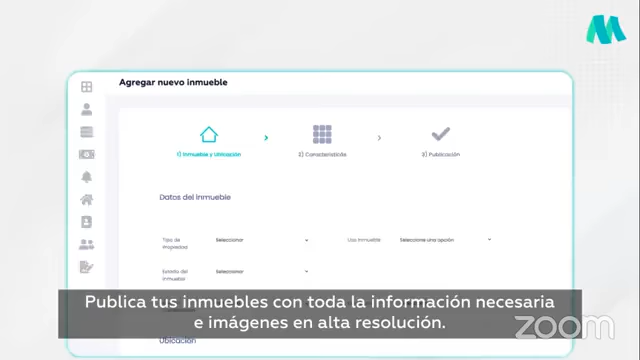 Agregar nuevo inmueble
1) Inmueble y Ubicación
2) Características
3) Publicación
Datos del inmueble
Tipo de Propiedad
Seleccionar
Uso Inmueble
Selecciona una opción
Estado del Inmueble
Seleccionar
Publica tus inmuebles con toda la información necesaria
e imágenes en alta resolución.
zoom
Ubicación